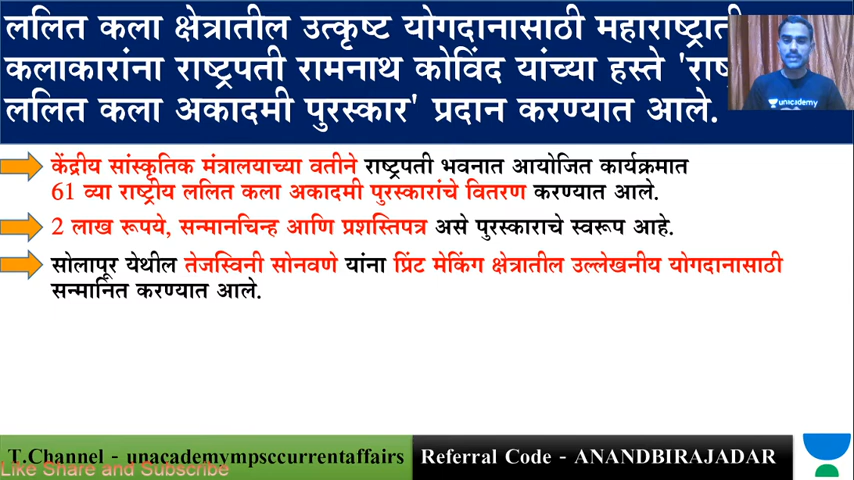 ललित कला क्षेत्रातील उत्कृष्ट योगदानासाठी महाराष्ट्राती
कलाकारांना राष्ट्रपती रामनाथ कोविंद यांच्या हस्ते 'राष्
ललित कला अकादमी पुरस्कार' प्रदान करण्यात आले.
unacademy
केंद्रीय सांस्कृतिक मंत्रालयाच्या वतीने राष्ट्रपती भवनात आयोजित कार्यक्रमात
61 व्या राष्ट्रीय ललित कला अकादमी पुरस्कारांचे वितरण करण्यात आले.
2 लाख रूपये, सन्मानचिन्ह आणि प्रशस्तिपत्र असे पुरस्काराचे स्वरूप आहे.
सोलापूर येथील तेजस्विनी सोनवणे यांना प्रिंट मेकिंग क्षेत्रातील उल्लेखनीय योगदानासाठी
सन्मानित करण्यात आले.
T.Channel - unacademympsccurrentaffairs Referral Code - ANANDBIRAJADAR
Like Share and Subscribe